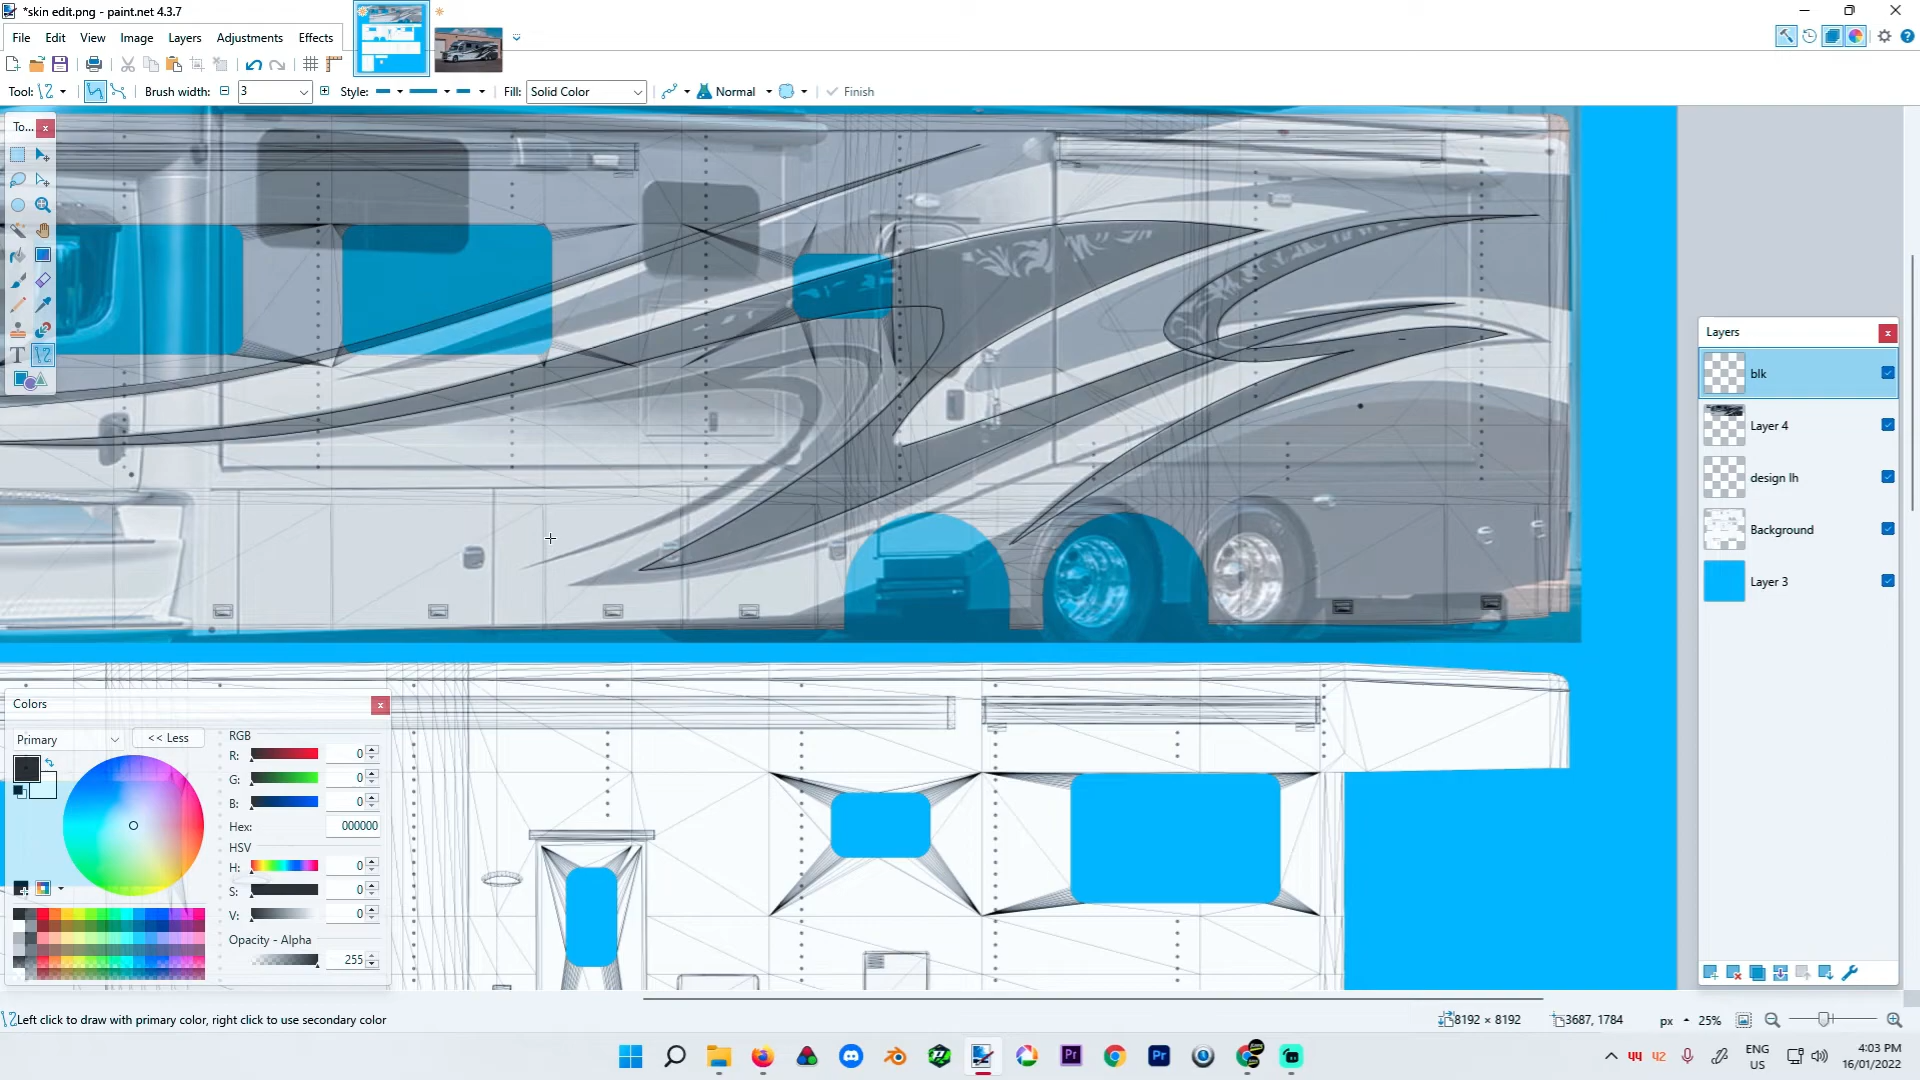 *skin edit.png - paint.net 4.3.7
File Edit View Image Layers Adjustments Effects
Tool: Brush width: 3 Style: Fill: Solid Color Normal Finish
To...
Layers
blk
Layer 4
design lh
Background
Layer 3
Colors
Primary
<< Less
RGB
R: 0
G: 0
B: 0
Hex: 000000
HSV
H: 0
S: 0
V: 0
Opacity - Alpha
255
Left click to draw with primary color, right click to use secondary color
8192 × 8192
3687, 1784
px
25%
44 42
ENG
US
4:03 PM
16/01/2022